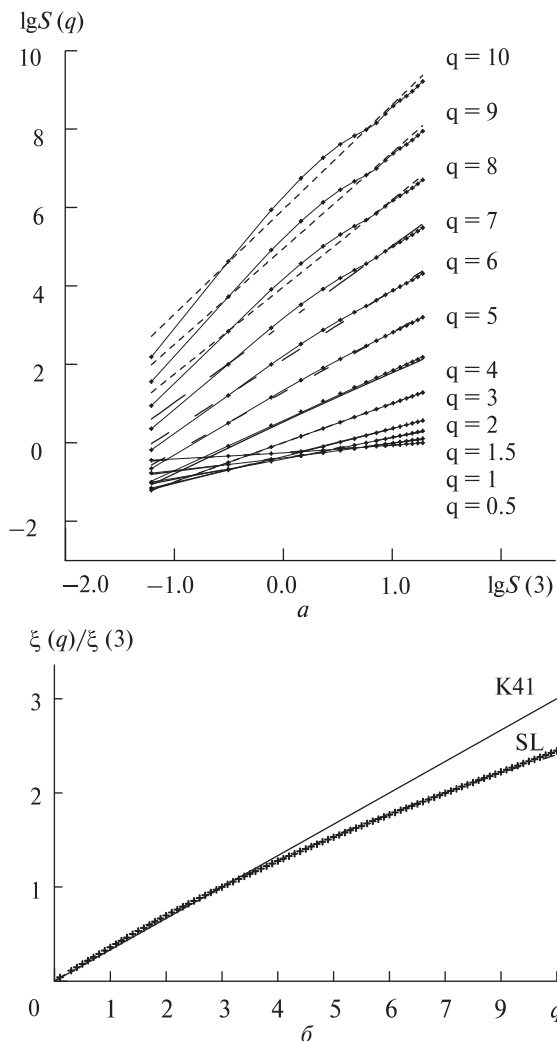 lgS (q)
10
q = 10
8
q = 9
q = 8
6
q = 7
q = 6
4
q = 5
2
q = 4
q = 3
0
q = 2
q = 1.5
q = 1
−2
q = 0.5
−2.0 −1.0 0.0 1.0 lgS (3)
а
ξ (q)/ξ (3)
3
K41
SL
2
1
0 1 2 3 4 5 6 7 8 9 q
б